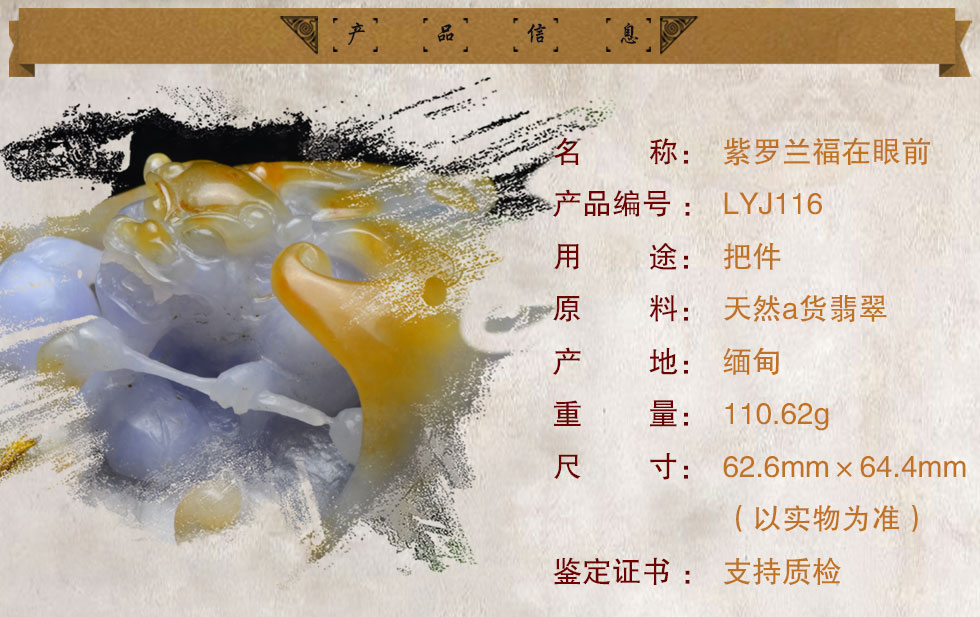 产品信息
名称：紫罗兰福在眼前
产品编号：LYJ116
用途：把件
原料：天然a货翡翠
产地：缅甸
重量：110.62g
尺寸：62.6mm×64.4mm
（以实物为准）
鉴定证书：支持质检